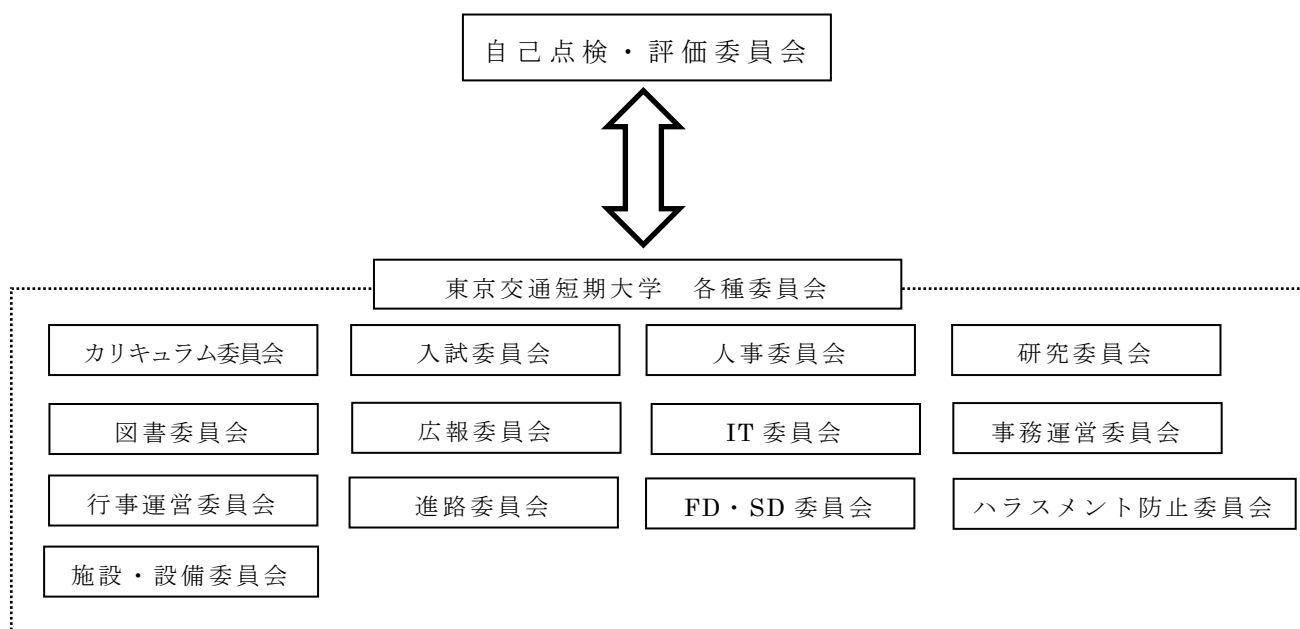 自己点検・評価委員会
東京交通短期大学　各種委員会
カリキュラム委員会
入試委員会
人事委員会
研究委員会
図書委員会
広報委員会
IT 委員会
事務運営委員会
行事運営委員会
進路委員会
FD・SD 委員会
ハラスメント防止委員会
施設・設備委員会